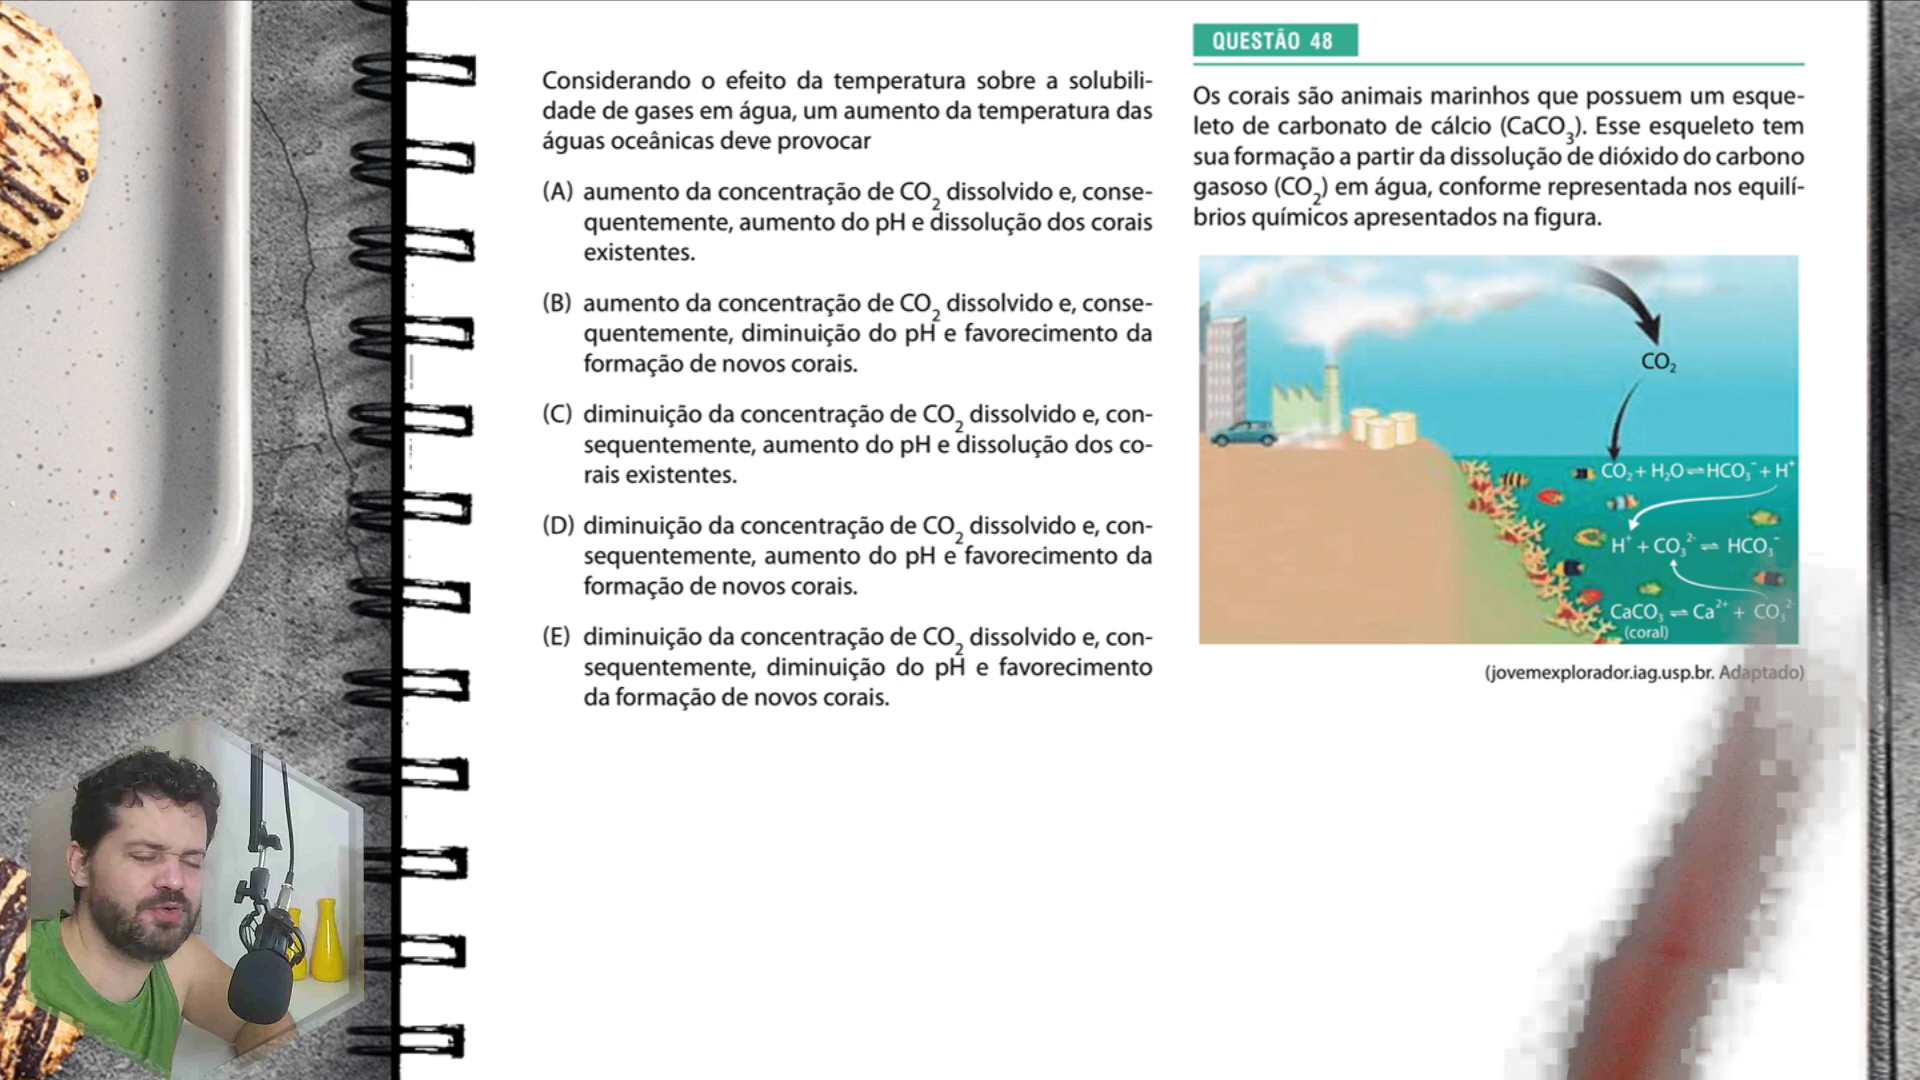 QUESTÃO 48
Os corais são animais marinhos que possuem um esque-
leto de carbonato de cálcio (CaCO₃). Esse esqueleto tem
sua formação a partir da dissolução de dióxido do carbono
gasoso (CO₂) em água, conforme representada nos equilí-
brios químicos apresentados na figura.
CO₂
CO₂ + H₂O ⇌ HCO₃⁻ + H⁺
H⁺ + CO₃²⁻ ⇌ HCO₃⁻
CaCO₃ ⇌ Ca²⁺ + CO₃²⁻
(coral)
(jovemexplorador.iag.usp.br. Adaptado)
Considerando o efeito da temperatura sobre a solubili-
dade de gases em água, um aumento da temperatura das
águas oceânicas deve provocar
(A) aumento da concentração de CO₂ dissolvido e, conse-
quentemente, aumento do pH e dissolução dos corais
existentes.
(B) aumento da concentração de CO₂ dissolvido e, conse-
quentemente, diminuição do pH e favorecimento da
formação de novos corais.
(C) diminuição da concentração de CO₂ dissolvido e, con-
sequentemente, aumento do pH e dissolução dos co-
rais existentes.
(D) diminuição da concentração de CO₂ dissolvido e, con-
sequentemente, aumento do pH e favorecimento da
formação de novos corais.
(E) diminuição da concentração de CO₂ dissolvido e, con-
sequentemente, diminuição do pH e favorecimento
da formação de novos corais.